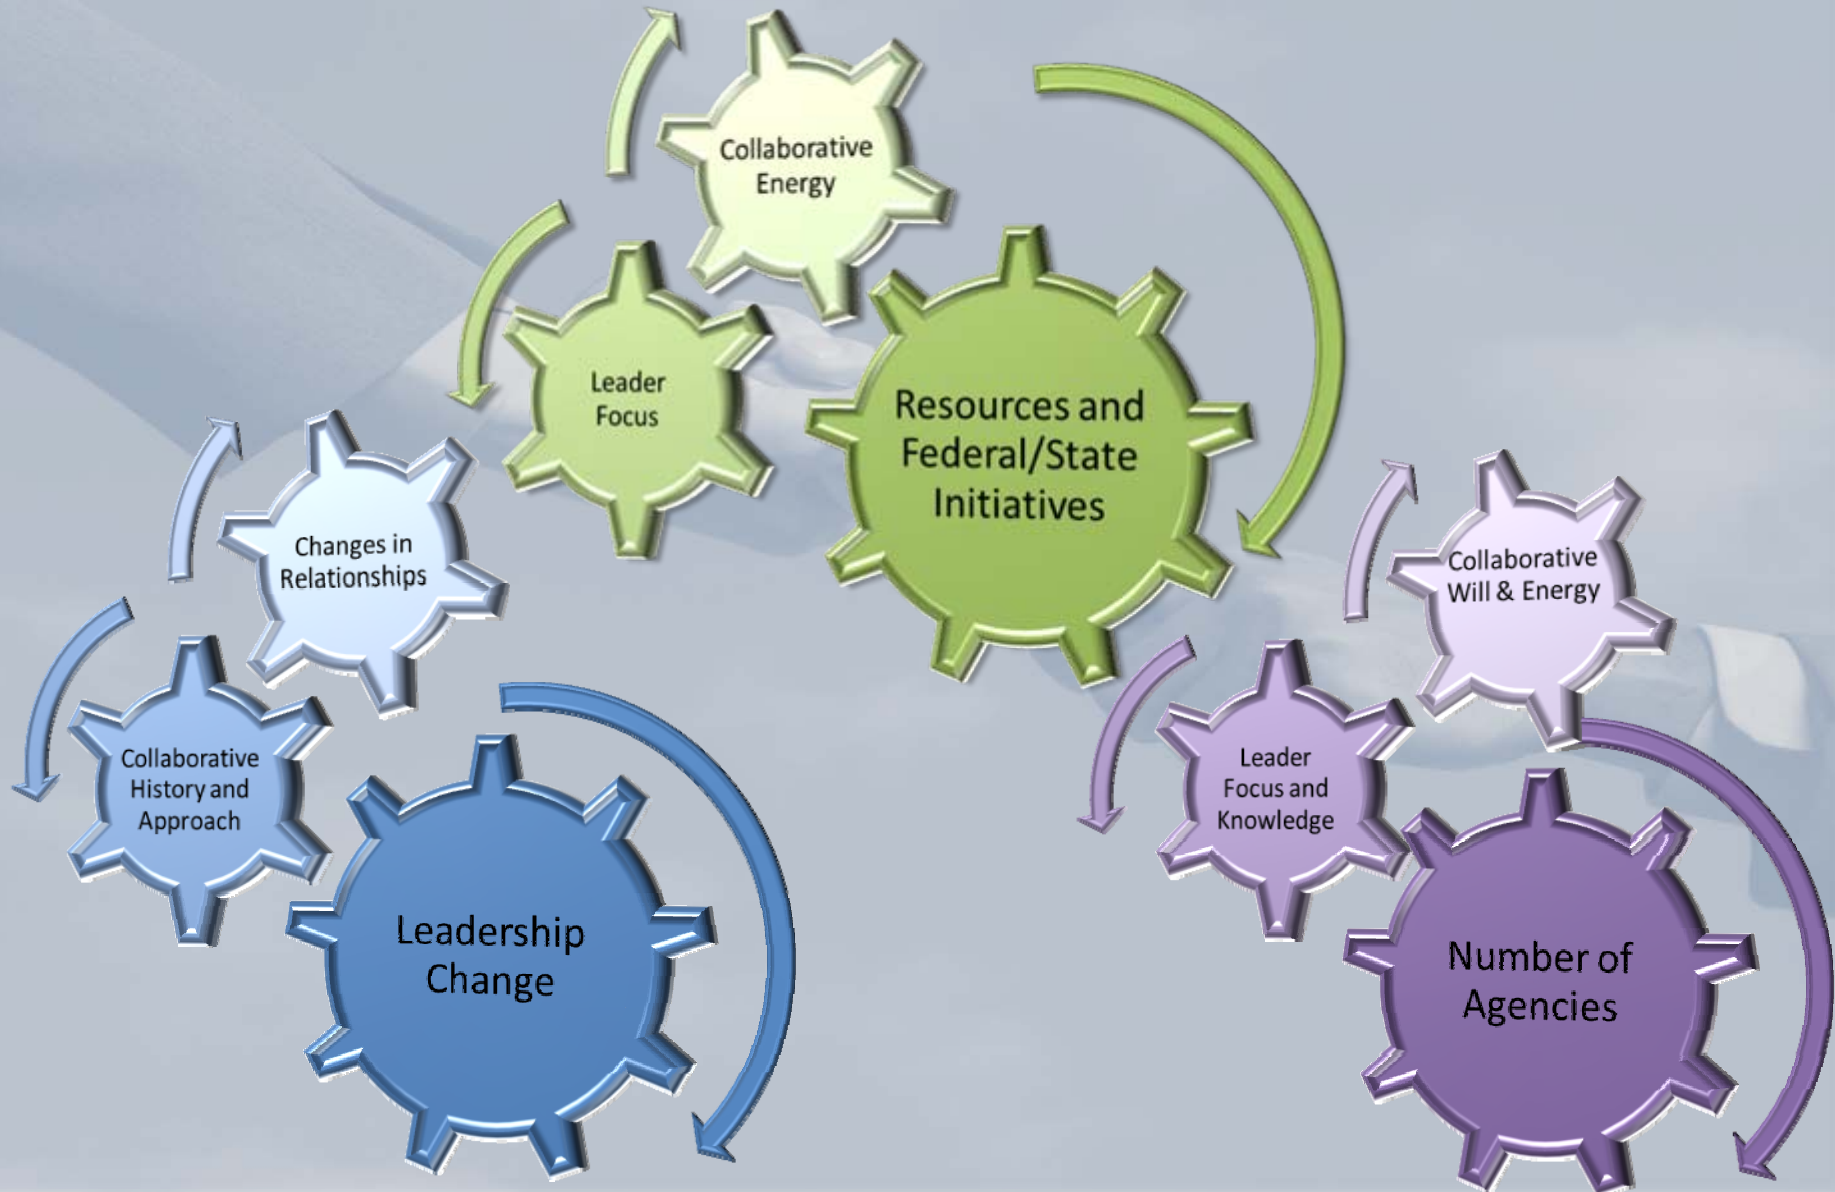 Collaborative
Energy
Leader
Focus
Resources and
Federal/State
Initiatives
Changes in
Relationships
Collaborative
History and
Approach
Leadership
Change
Collaborative
Will & Energy
Leader
Focus and
Knowledge
Number of
Agencies